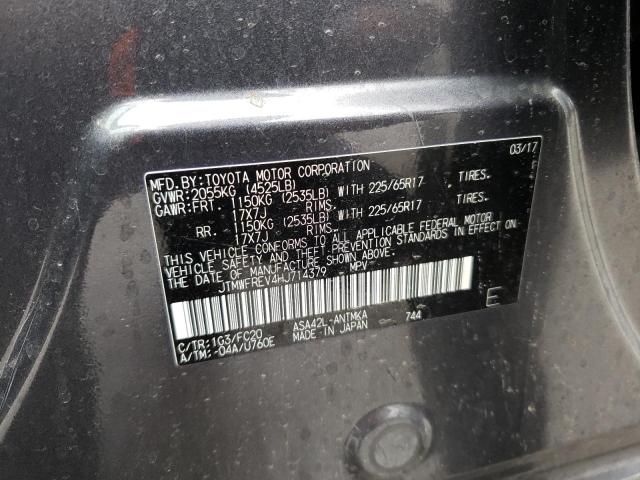 MFD.BY:TOYOTA MOTOR CORPORATION 03/17
GVWR:2055KG (4525LB)
GAWR:FRT. 1150KG (2535LB) WITH 225/65R17 TIRES.
17X7J RIMS.
RR. 1150KG (2535LB) WITH 225/65R17 TIRES.
17X7J RIMS.
THIS VEHICLE CONFORMS TO ALL APPLICABLE FEDERAL MOTOR
VEHICLE SAFETY AND THEFT PREVENTION STANDARDS IN EFFECT ON
THE DATE OF MANUFACTURE SHOWN ABOVE.
JTMWFREV4HJ714379 MPV
E
C/TR:1G3/FC20 ASA42L-ANTMKA 744
A/TM:-04A/U760E MADE IN JAPAN